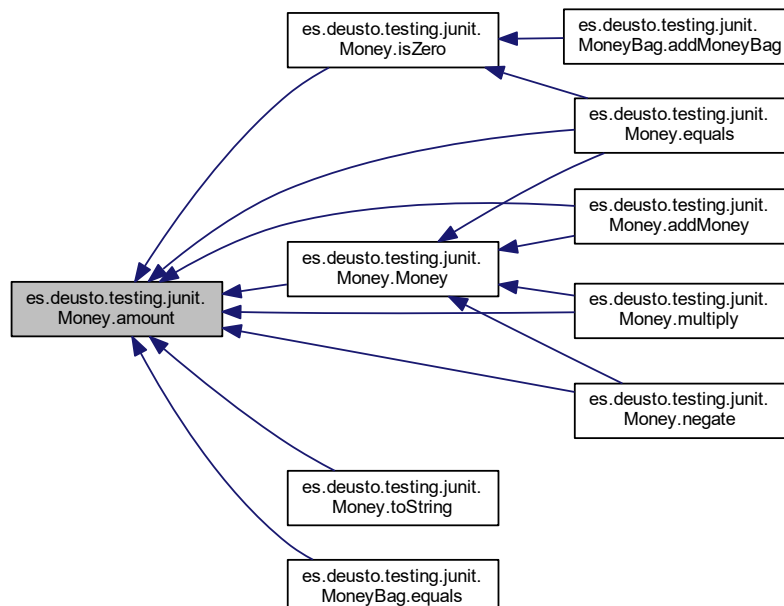 es.deusto.testing.junit.
Money.isZero
es.deusto.testing.junit.
MoneyBag.addMoneyBag
es.deusto.testing.junit.
Money.equals
es.deusto.testing.junit.
Money.addMoney
es.deusto.testing.junit.
Money.Money
es.deusto.testing.junit.
Money.amount
es.deusto.testing.junit.
Money.multiply
es.deusto.testing.junit.
Money.negate
es.deusto.testing.junit.
Money.toString
es.deusto.testing.junit.
MoneyBag.equals